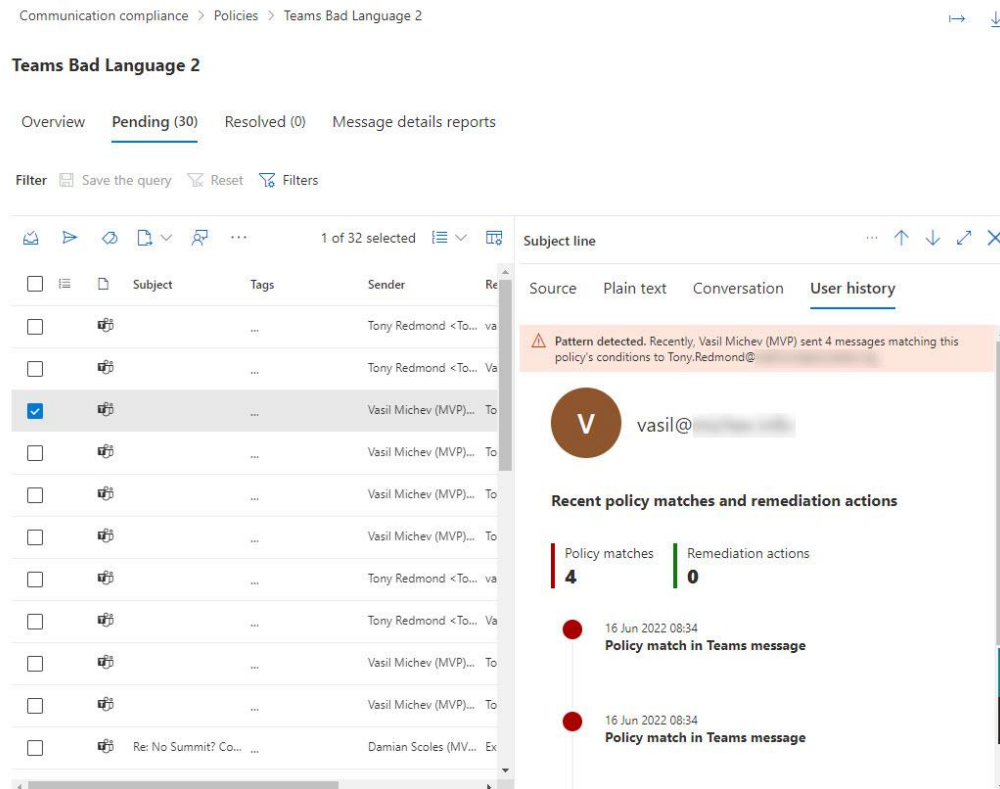 Communication compliance > Policies > Teams Bad Language 2
Teams Bad Language 2
Overview Pending (30) Resolved (0) Message details reports
Filter Save the query Reset Filters
1 of 32 selected
Subject Tags Sender Re
Tony Redmond <To... va
... 
Tony Redmond <To... Va
...
Vasil Michev (MVP)... To
...
Vasil Michev (MVP)... To
...
Vasil Michev (MVP)... To
...
Vasil Michev (MVP)... To
...
Tony Redmond <To... va
...
Tony Redmond <To... Va
...
Vasil Michev (MVP)... To
...
Vasil Michev (MVP)... To
...
Re: No Summit? Co... ... Damian Scoles (MV... Ex
Subject line
...
Source Plain text Conversation User history
Pattern detected. Recently, Vasil Michev (MVP) sent 4 messages matching this
policy's conditions to Tony.Redmond@
V
vasil@
Recent policy matches and remediation actions
Policy matches Remediation actions
4 0
16 Jun 2022 08:34
Policy match in Teams message
16 Jun 2022 08:34
Policy match in Teams message